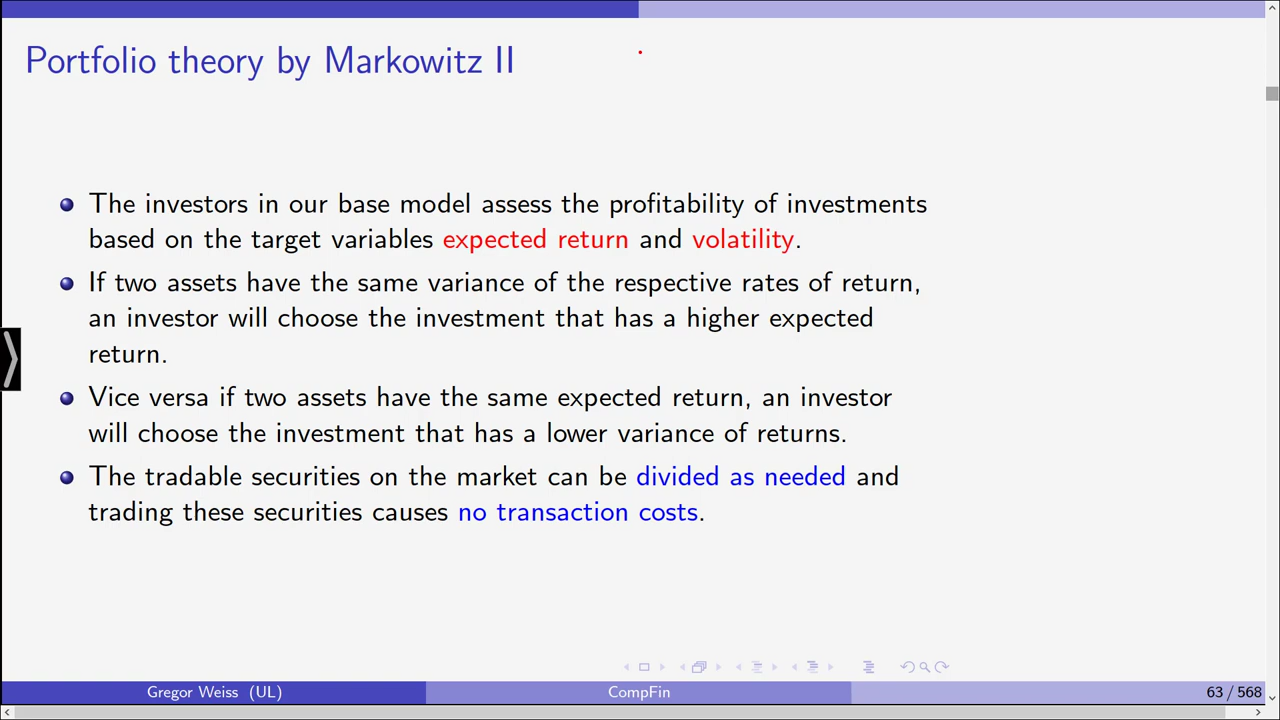 Portfolio theory by Markowitz II
The investors in our base model assess the profitability of investments
based on the target variables expected return and volatility.
If two assets have the same variance of the respective rates of return,
an investor will choose the investment that has a higher expected
return.
Vice versa if two assets have the same expected return, an investor
will choose the investment that has a lower variance of returns.
The tradable securities on the market can be divided as needed and
trading these securities causes no transaction costs.
Gregor Weiss (UL) CompFin 63 / 568